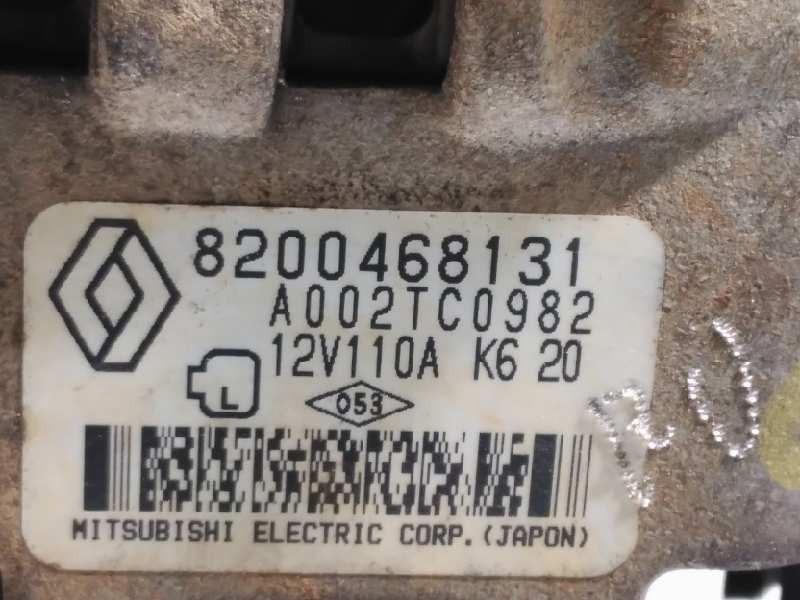 8200468131
A002TC0982
12V110A K6 20
L
053
MITSUBISHI ELECTRIC CORP.(JAPON)